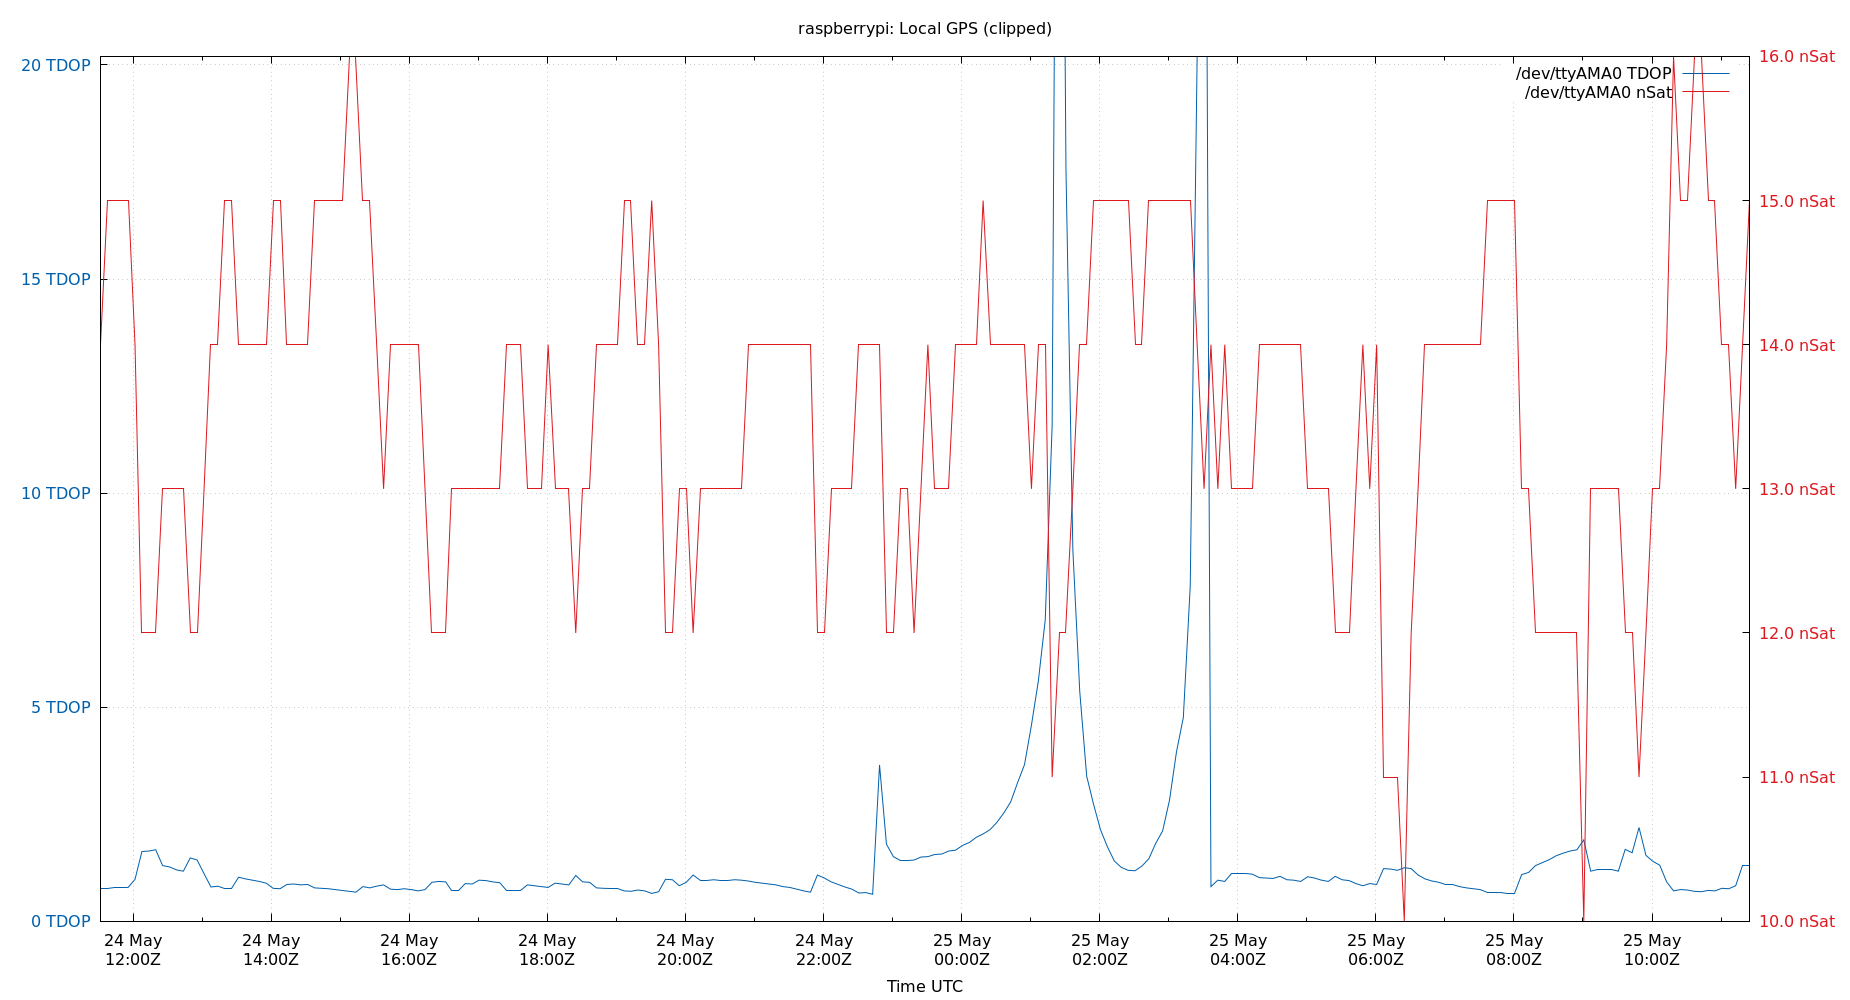 raspberrypi: Local GPS (clipped)
20 TDOP
15 TDOP
10 TDOP
5 TDOP
0 TDOP
16.0 nSat
15.0 nSat
14.0 nSat
13.0 nSat
12.0 nSat
11.0 nSat
10.0 nSat
/dev/ttyAMA0 TDOP
/dev/ttyAMA0 nSat
24 May
12:00Z
24 May
14:00Z
24 May
16:00Z
24 May
18:00Z
24 May
20:00Z
24 May
22:00Z
25 May
00:00Z
25 May
02:00Z
25 May
04:00Z
25 May
06:00Z
25 May
08:00Z
25 May
10:00Z
Time UTC